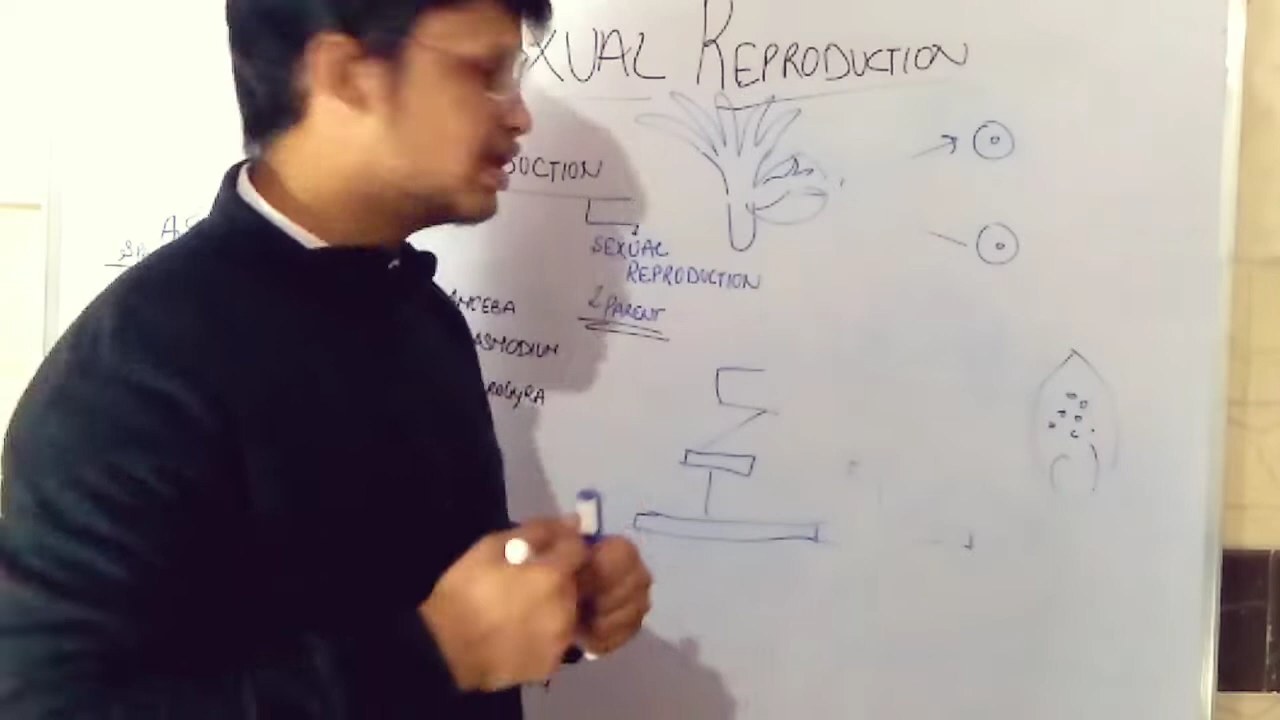 XUAL REPRODUCTION
DUCTION
SEXUAL
REPRODUCTION
2 PARENT
AMOEBA
ASMODIUM
ROGYRA